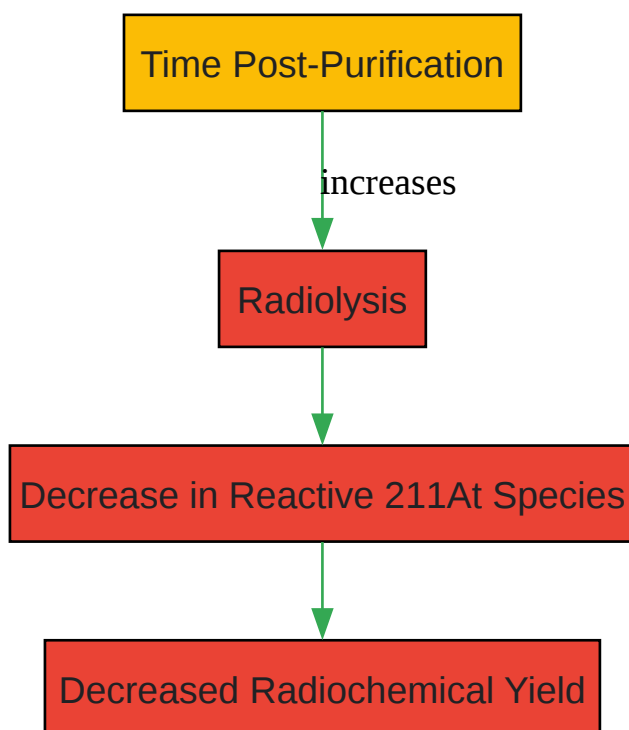 Time Post-Purification
increases
Radiolysis
Decrease in Reactive 211At Species
Decreased Radiochemical Yield